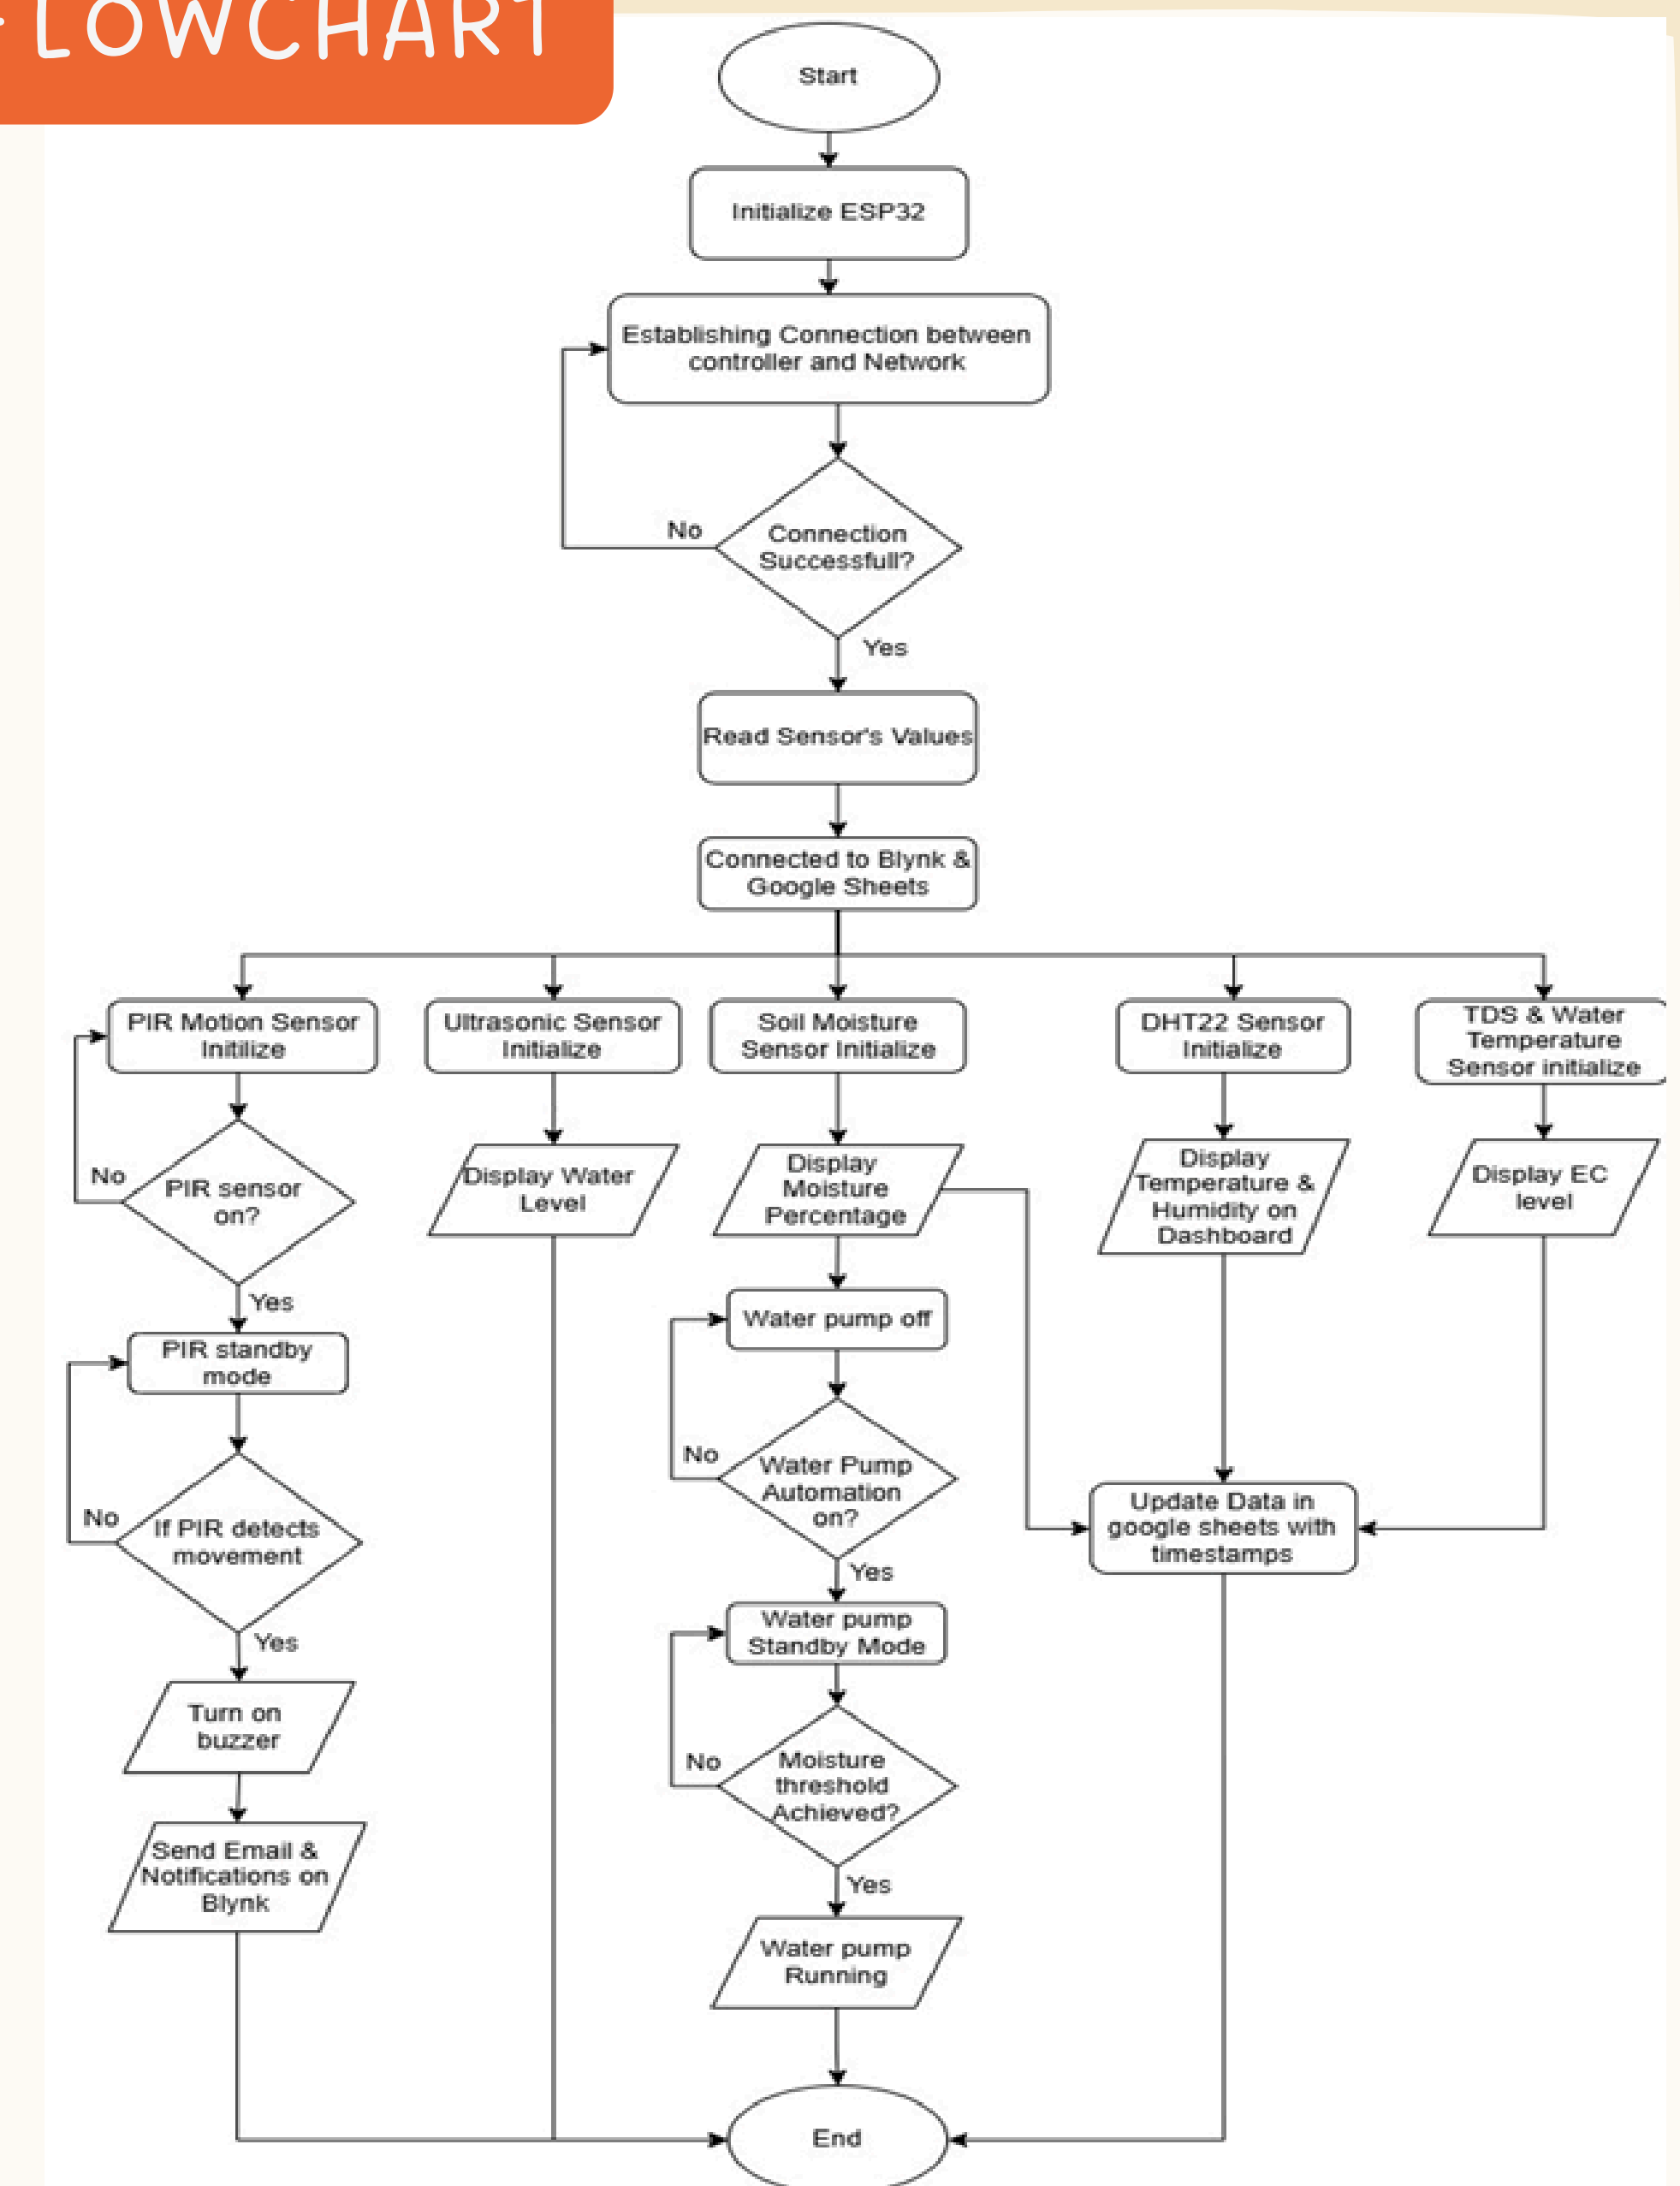 FLOWCHART
Start
Initialize ESP32
Establishing Connection between
controller and Network
No
Connection
Successfull?
Yes
Read Sensor's Values
Connected to Blynk &
Google Sheets
PIR Motion Sensor
Initilize
No
PIR sensor
on?
Yes
PIR standby
mode
No
If PIR detects
movement
Yes
Turn on
buzzer
Send Email &
Notifications on
Blynk
Ultrasonic Sensor
Initialize
Display Water
Level
Soil Moisture
Sensor Initialize
Display
Moisture
Percentage
Water pump off
No
Water Pump
Automation
on?
Yes
Water pump
Standby Mode
No
Moisture
threshold
Achieved?
Yes
Water pump
Running
DHT22 Sensor
Initialize
Display
Temperature &
Humidity on
Dashboard
TDS & Water
Temperature
Sensor initialize
Display EC
level
Update Data in
google sheets with
timestamps
End